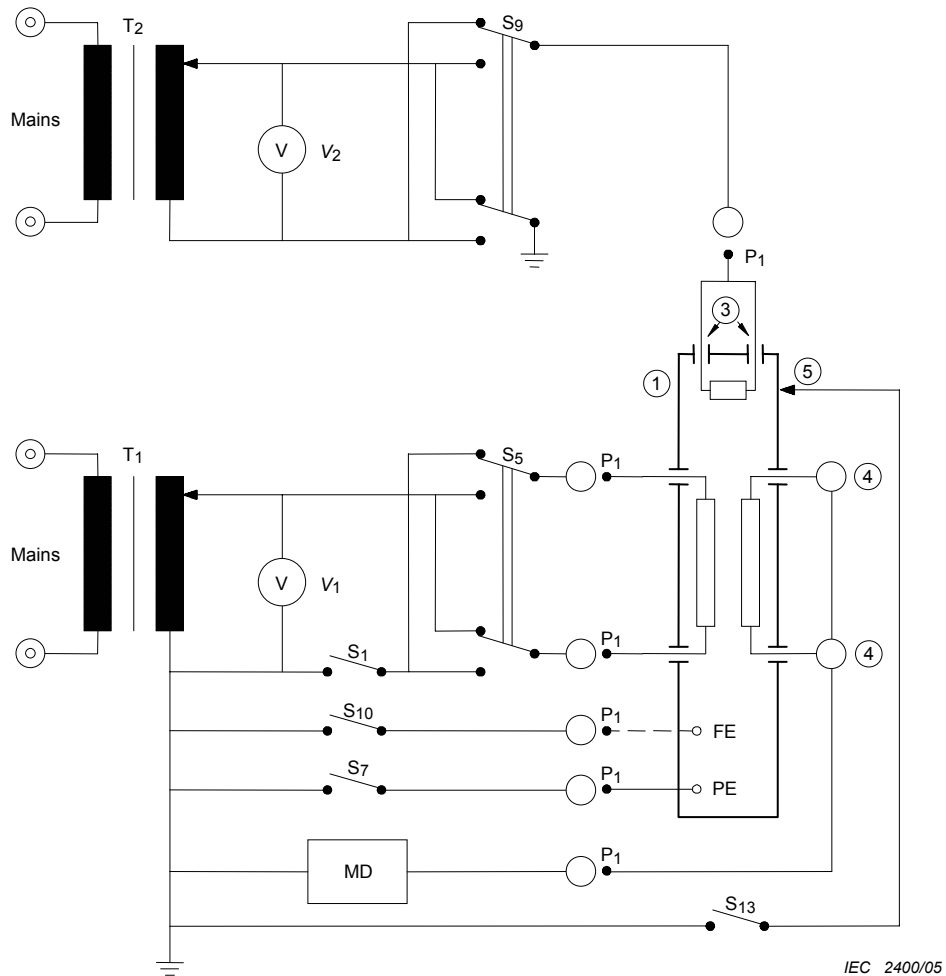 T2
S9
Mains
V
V2
P1
3
1
5
T1
S5
P1
4
Mains
V
V1
S1
P1
4
S10
P1
FE
S7
P1
PE
MD
P1
S13
IEC 2400/05